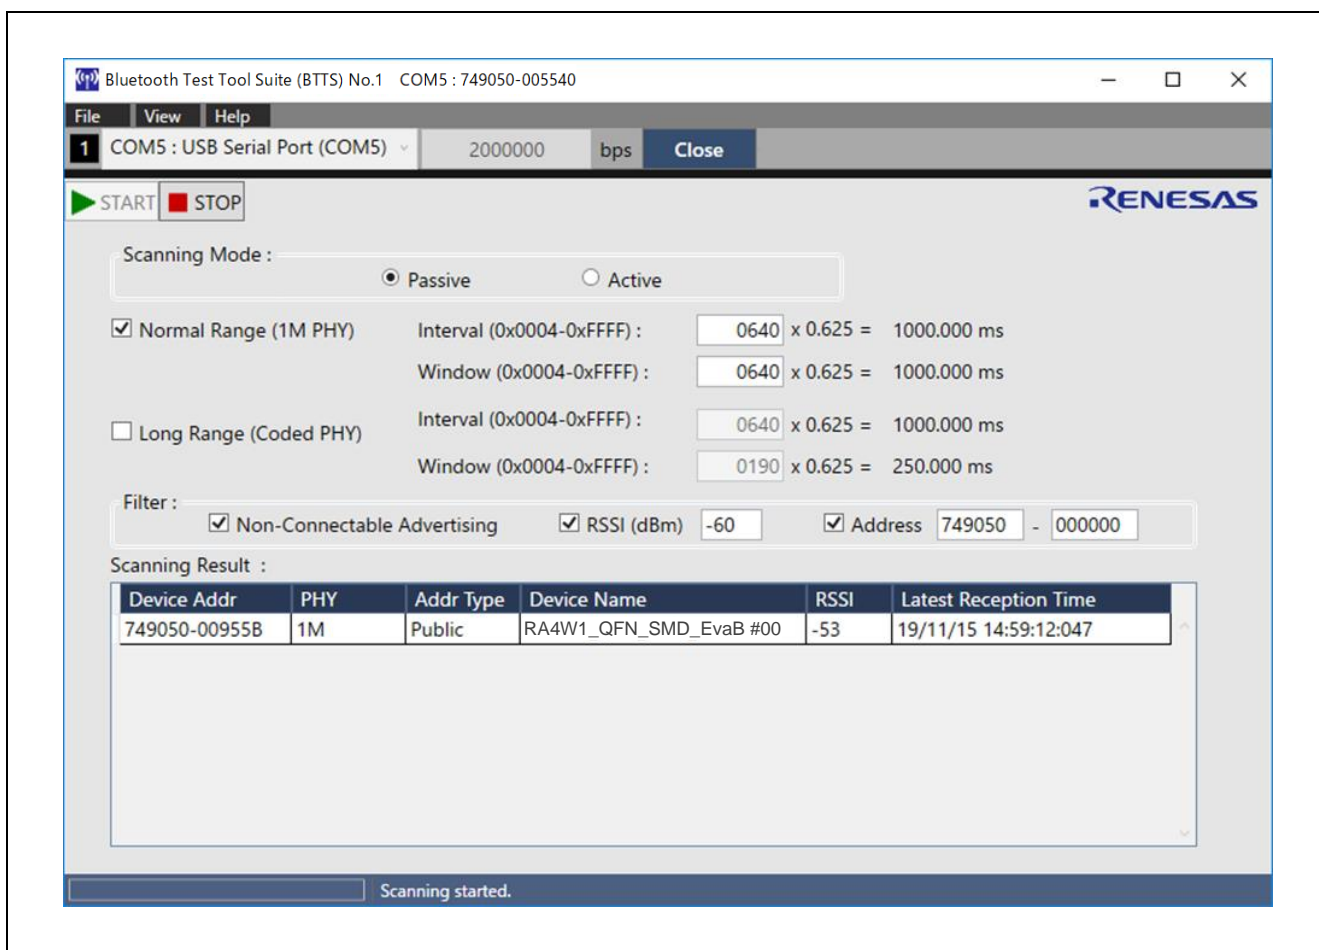 Bluetooth Test Tool Suite (BTTS) No.1 COM5 : 749050-005540
File View Help
1 COM5 : USB Serial Port (COM5) 2000000 bps Close
START STOP RENESAS
Scanning Mode :
Passive Active
Normal Range (1M PHY) Interval (0x0004-0xFFFF) : 0640 x 0.625 = 1000.000 ms
Window (0x0004-0xFFFF) : 0640 x 0.625 = 1000.000 ms
Long Range (Coded PHY) Interval (0x0004-0xFFFF) : 0640 x 0.625 = 1000.000 ms
Window (0x0004-0xFFFF) : 0190 x 0.625 = 250.000 ms
Filter :
Non-Connectable Advertising RSSI (dBm) -60 Address 749050 - 000000
Scanning Result :
Device Addr PHY Addr Type Device Name RSSI Latest Reception Time
749050-00955B 1M Public RA4W1_QFN_SMD_EvaB #00 -53 19/11/15 14:59:12:047
Scanning started.